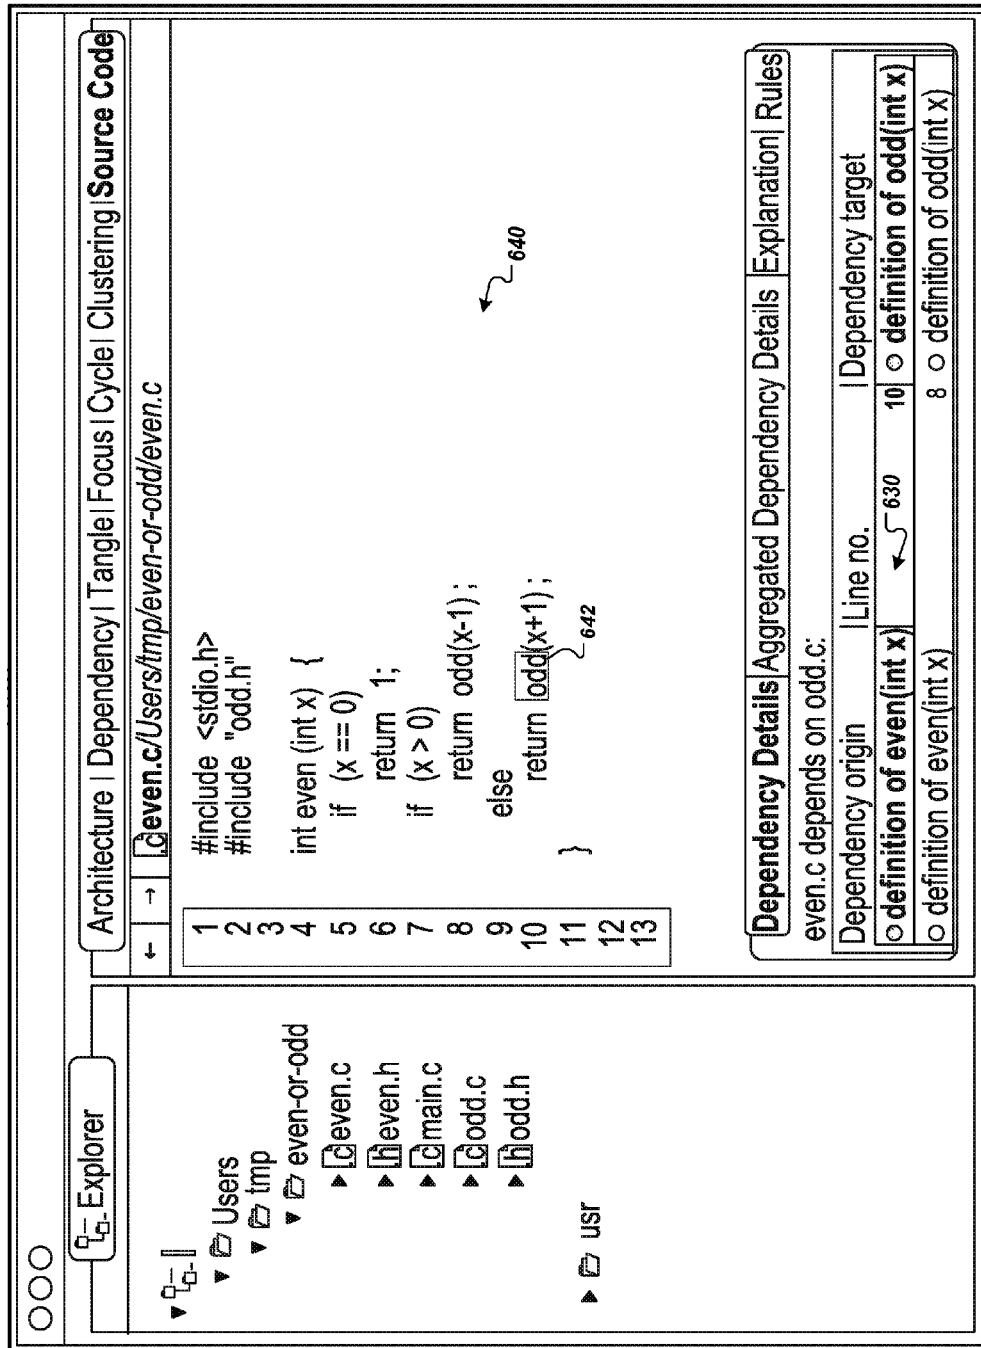 Explorer
Users
tmp
even-or-odd
.c even.c
.h even.h
.c main.c
.c odd.c
.h odd.h
usr
Architecture | Dependency | Tangle | Focus | Cycle | Clustering | Source Code
← → .c even.c/Users/tmp/even-or-odd/even.c
1 #include <stdio.h>
2 #include "odd.h"
3
4 int even (int x) {
5 if (x == 0)
6 return 1;
7 if (x > 0)
8 return odd(x-1) ;
9 else
10 return odd(x+1) ;
11 }
12
13
640
642
Dependency Details | Aggregated Dependency Details | Explanation | Rules
even.c depends on odd.c:
Dependency origin | Line no. | Dependency target
definition of even(int x) 10 definition of odd(int x)
definition of even(int x) 8 definition of odd(int x)
630